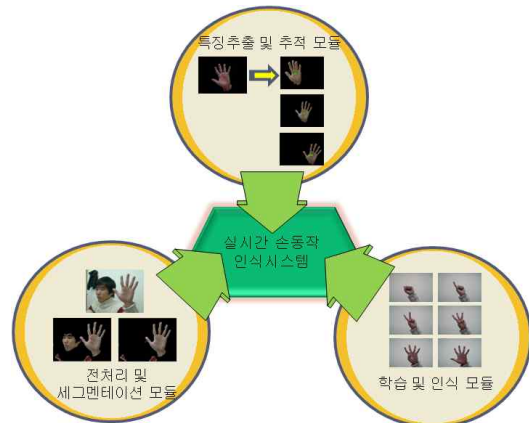 특징추출 및 추적 모듈
실시간 손동작
인식시스템
전처리 및
세그멘테이션 모듈
학습 및 인식 모듈